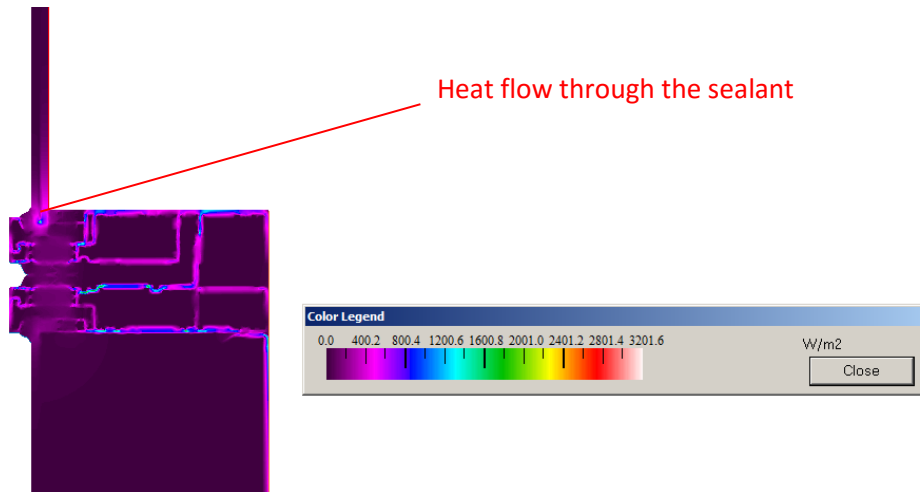 Heat flow through the sealant
Color Legend
0.0 400.2 800.4 1200.6 1600.8 2001.0 2401.2 2801.4 3201.6
W/m2
Close